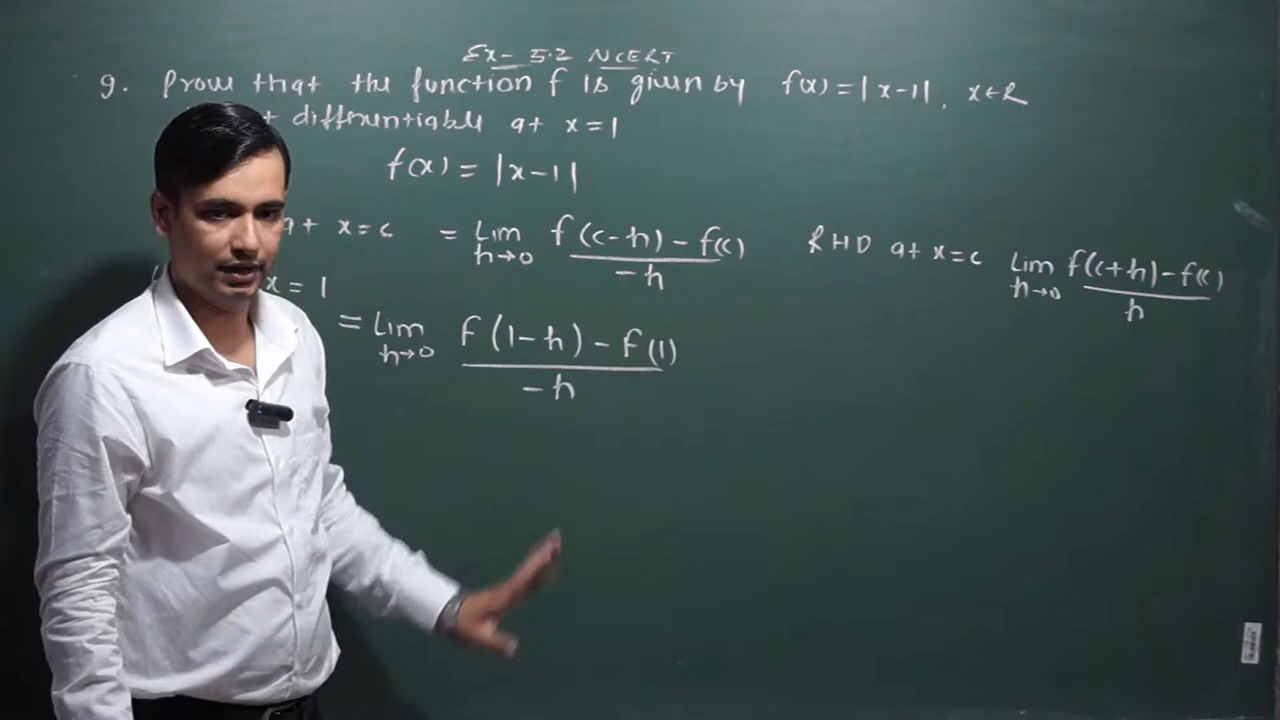 Ex- 5.2 NCERT
9. Prove that the function f is given by f(x) = |x-1|, x∈R
differentiable at x=1
f(x) = |x-1|
at x=c = Lim h→0 f(c-h) - f(c) / -h RHD at x=c Lim h→0 f(c+h) - f(c) / h
x = 1
= Lim h→0 f(1-h) - f(1) / -h